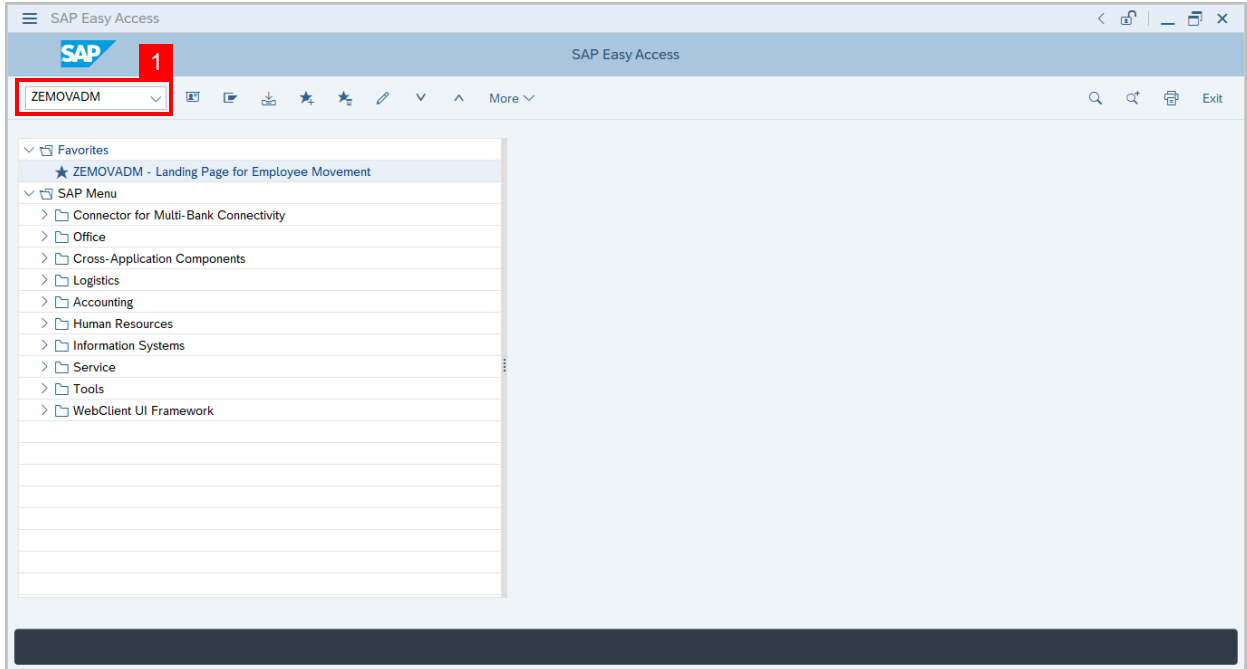 SAP Easy Access
SAP
SAP Easy Access
1
ZEMOVADM
More
Exit
Favorites
ZEMOVADM - Landing Page for Employee Movement
SAP Menu
Connector for Multi-Bank Connectivity
Office
Cross-Application Components
Logistics
Accounting
Human Resources
Information Systems
Service
Tools
WebClient UI Framework